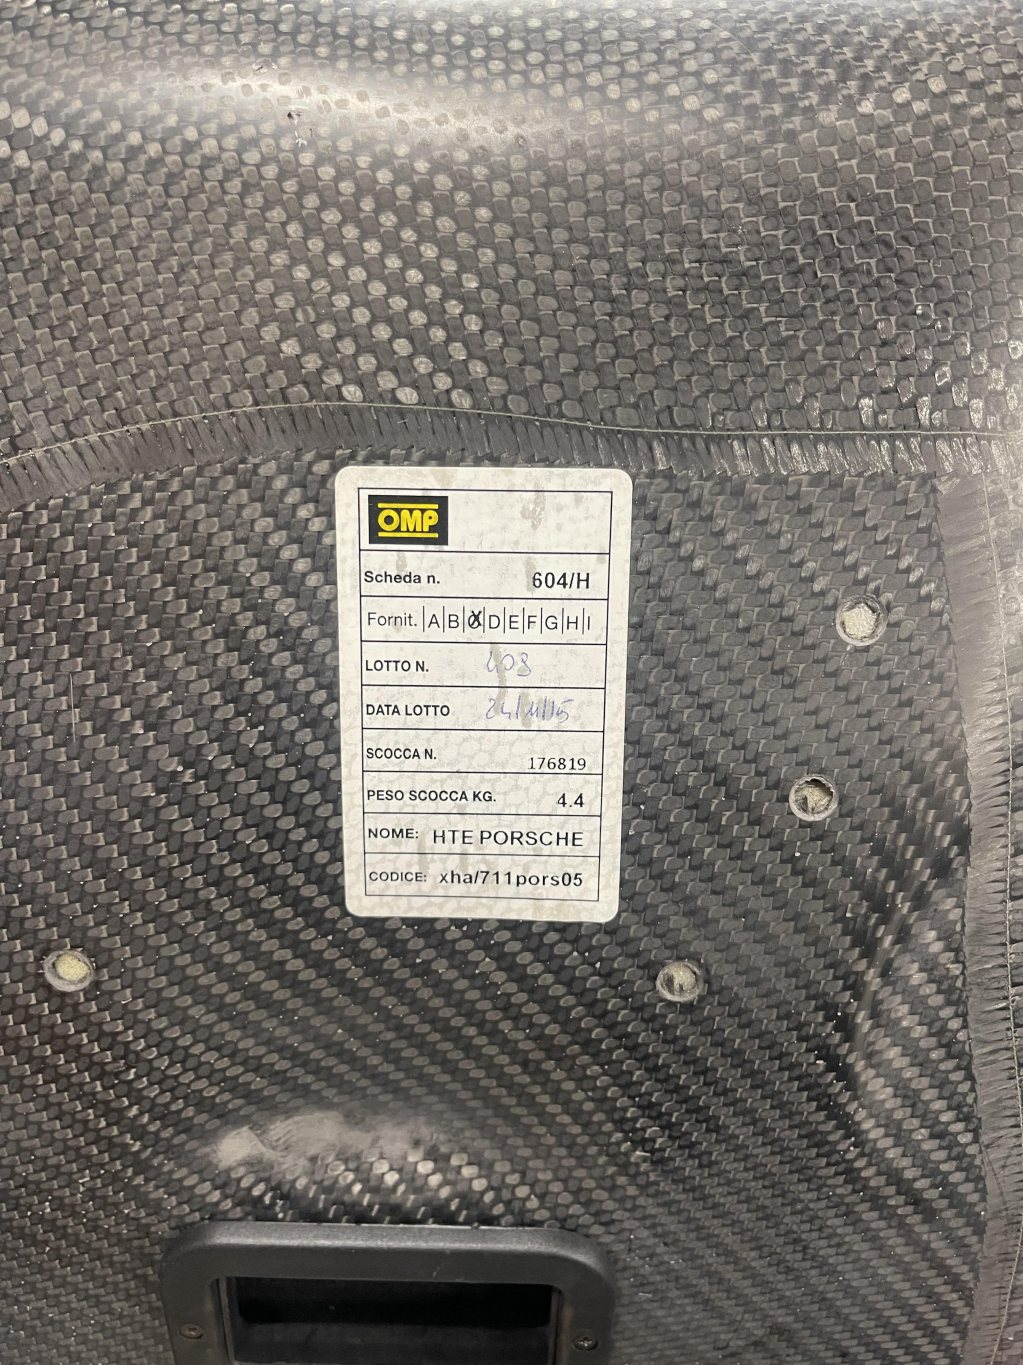 OMP
Scheda n. 604/H
Fornit. |A|B|C|D|E|F|G|H|I
LOTTO N.
DATA LOTTO 24/11/15
SCOCCA N. 176819
PESO SCOCCA KG. 4.4
NOME: HTE PORSCHE
CODICE: xha/711pors05